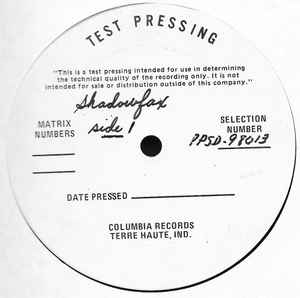 TEST PRESSING
"This is a test pressing intended for use in determining
the technical quality of the recording only. It is not
intended for sale or distribution outside of this company."
Shadowfax
MATRIX
NUMBERS
side 1
SELECTION
NUMBER
PPSD-98013
DATE PRESSED
COLUMBIA RECORDS
TERRE HAUTE, IND.